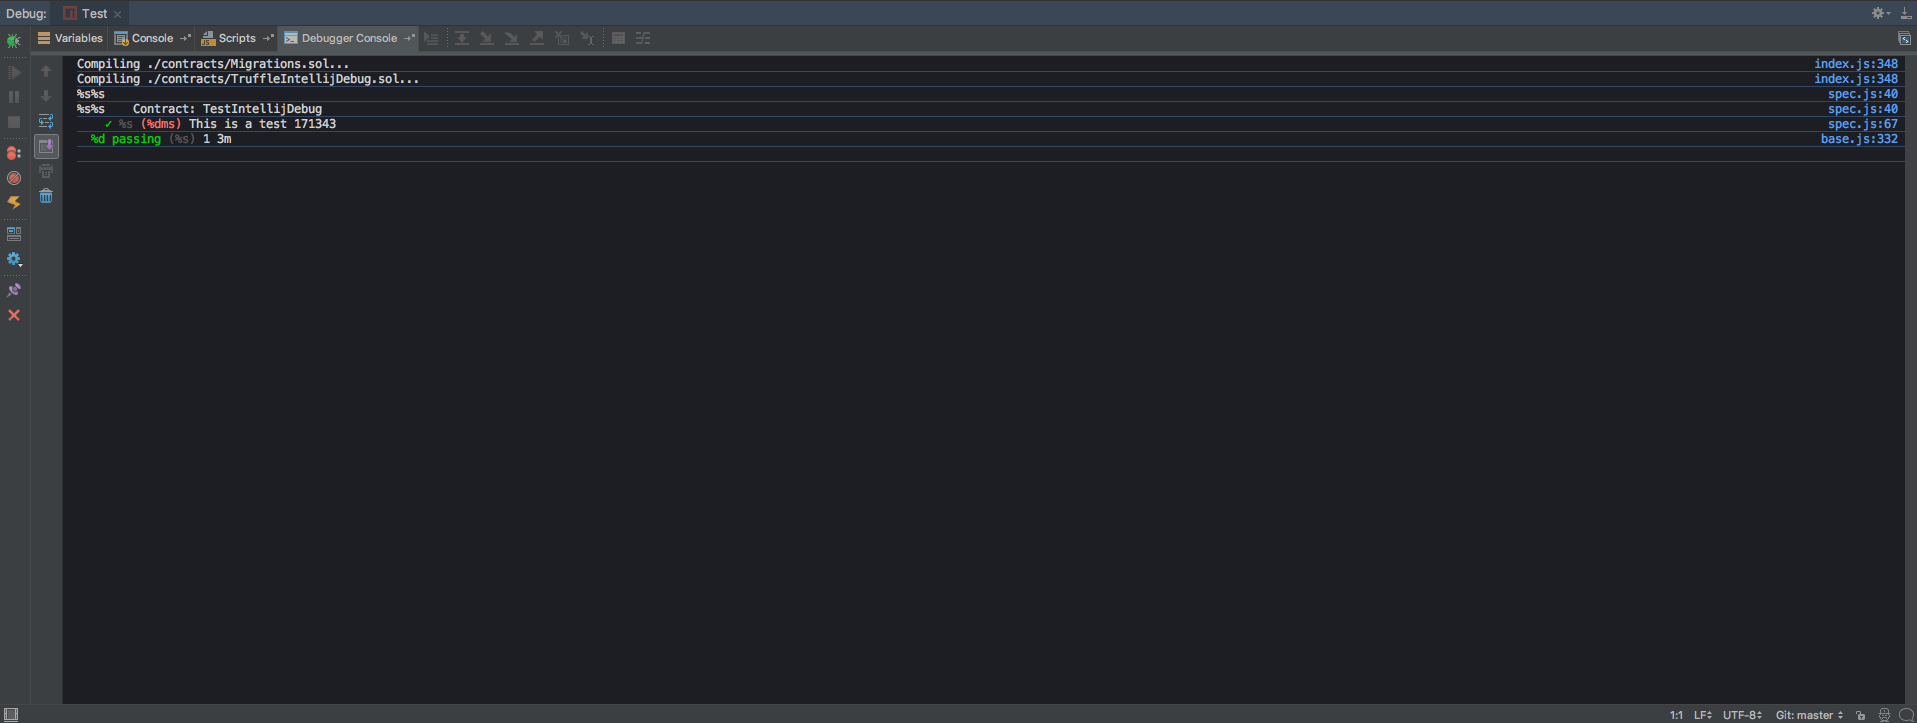 Debug: Test
Variables Console Scripts Debugger Console
Compiling ./contracts/Migrations.sol... index.js:348
Compiling ./contracts/TruffleIntellijDebug.sol... index.js:348
%s%s spec.js:40
%s%s Contract: TestIntellijDebug spec.js:40
✓ %s (%dms) This is a test 171343 spec.js:67
%d passing (%s) 1 3m base.js:332
1:1 LF UTF-8 Git: master